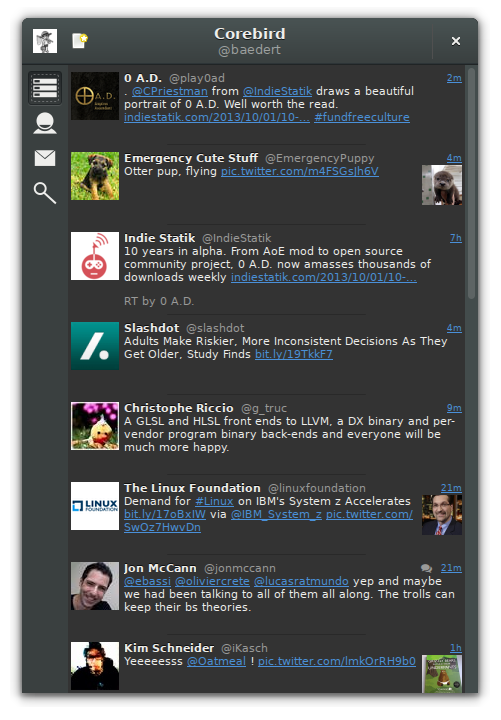 Corebird
@baedert
0 A.D. @play0ad 2m
. @CPriestman from @IndieStatik draws a beautiful
portrait of 0 A.D. Well worth the read.
indiestatik.com/2013/10/01/10-… #fundfreeculture
Emergency Cute Stuff @EmergencyPuppy 4m
Otter pup, flying pic.twitter.com/m4FSGsJh6V
Indie Statik @IndieStatik 7h
10 years in alpha. From AoE mod to open source
community project, 0 A.D. now amasses thousands of
downloads weekly indiestatik.com/2013/10/01/10-…
RT by 0 A.D.
Slashdot @slashdot 4m
Adults Make Riskier, More Inconsistent Decisions As They
Get Older, Study Finds bit.ly/19TkkF7
Christophe Riccio @g_truc 9m
A GLSL and HLSL front ends to LLVM, a DX binary and per-
vendor program binary back-ends and everyone will be
much more happy.
The Linux Foundation @linuxfoundation 21m
Demand for #Linux on IBM's System z Accelerates
bit.ly/17oBxIW via @IBM_System_z pic.twitter.com/
SwOz7HwvDn
LINUX
FOUNDATION
Jon McCann @jonmccann 21m
@ebassi @oliviercrete @lucasratmundo yep and maybe
we had been talking to all of them all along. The trolls can
keep their bs theories.
Kim Schneider @iKasch 1h
Yeeeeesss @Oatmeal ! pic.twitter.com/lmkOrRH9b0